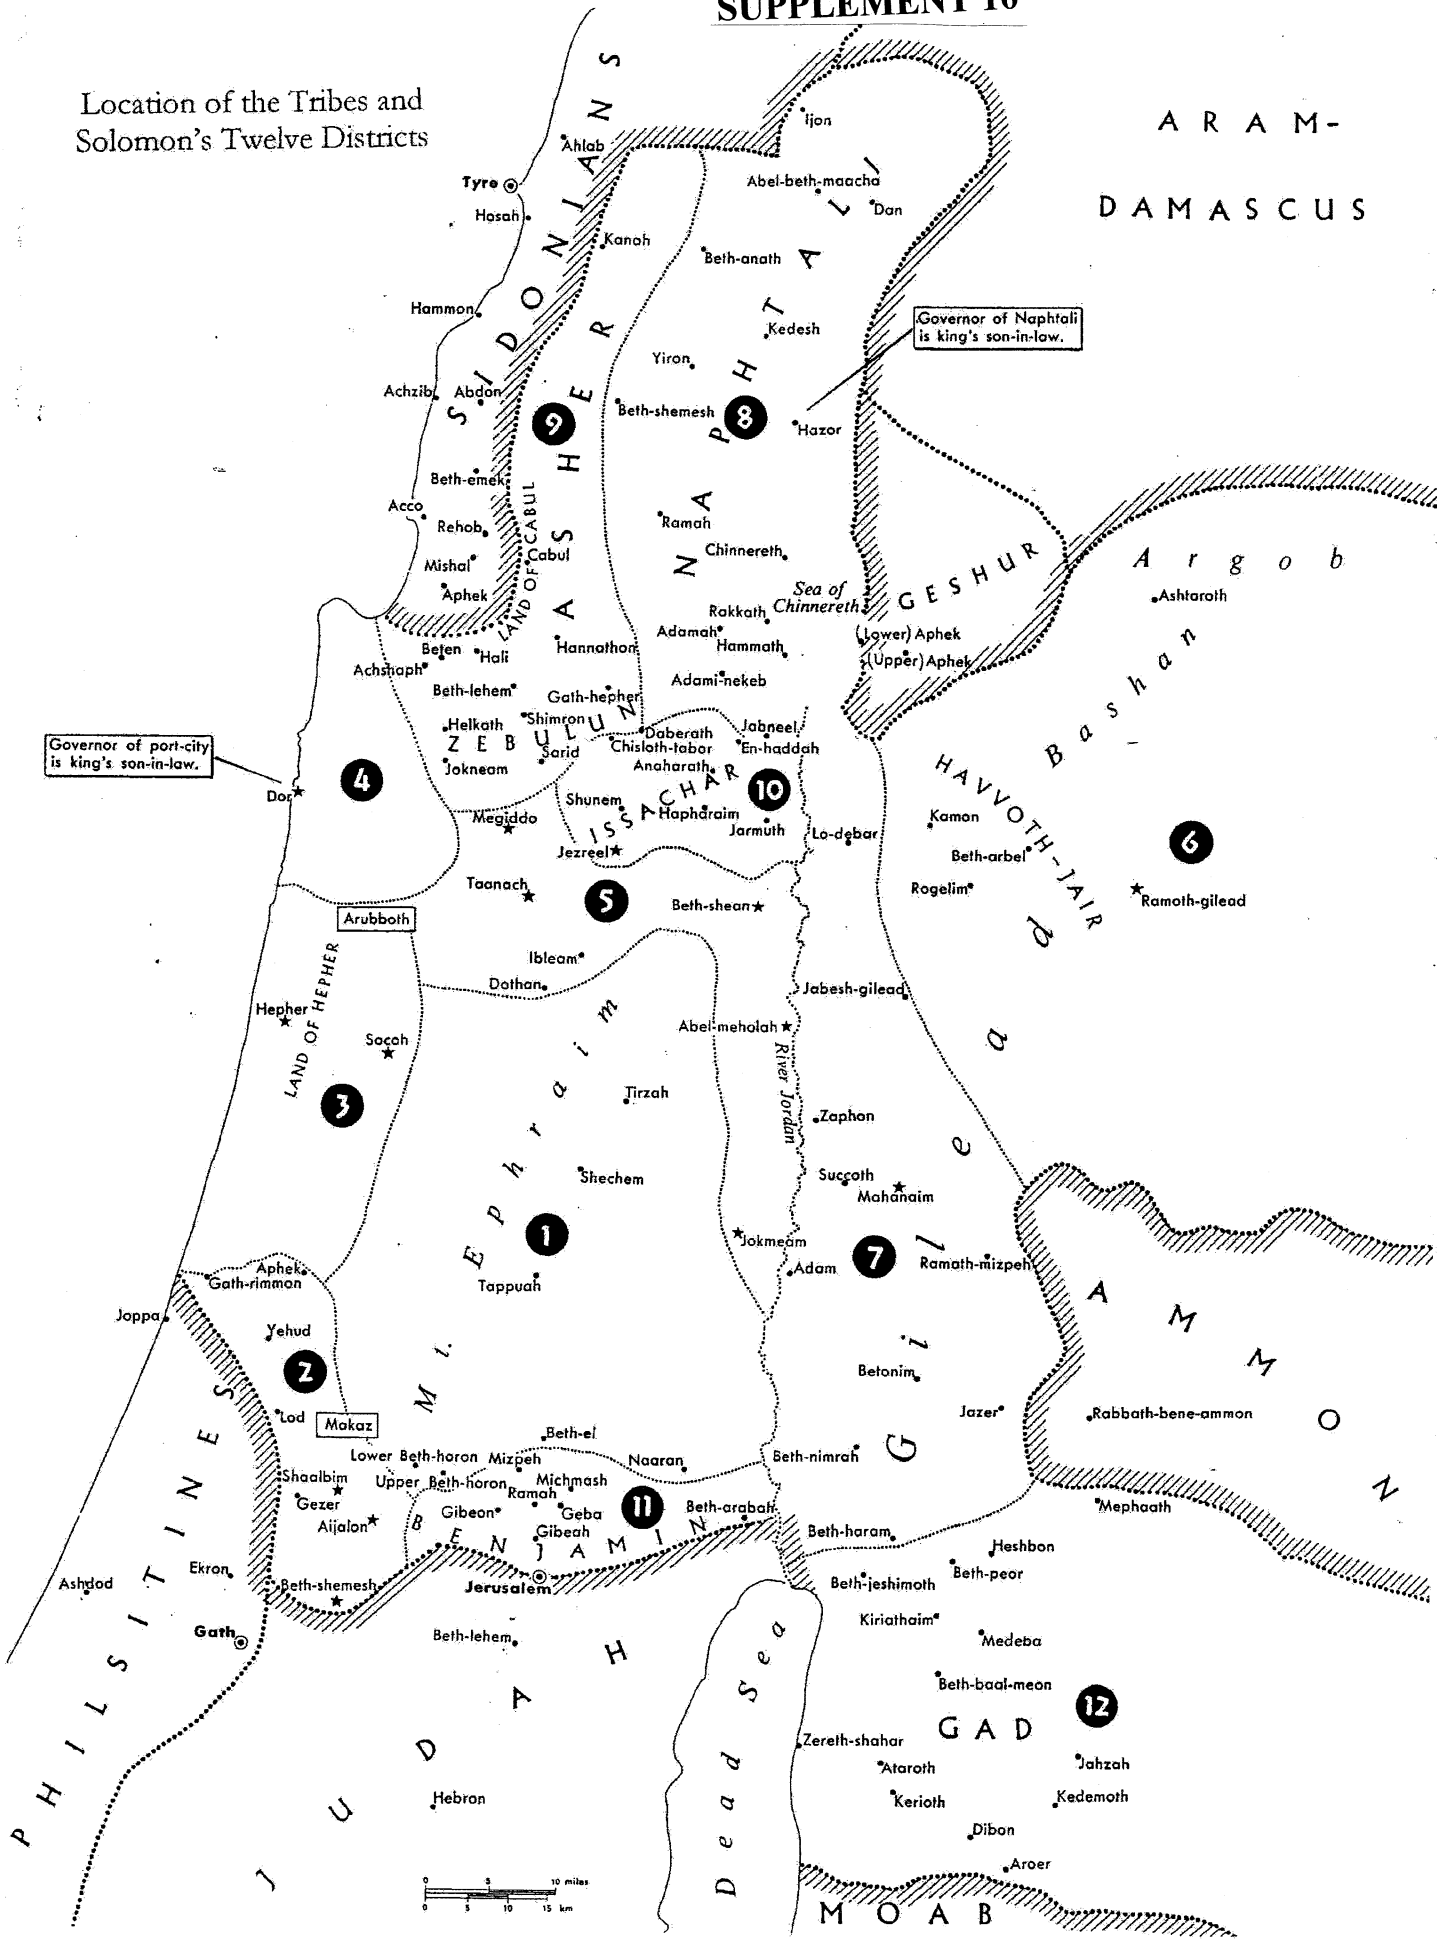 SUPPLEMENT 16
Location of the Tribes and
Solomon's Twelve Districts
ARAM-
DAMASCUS
SIDONIANS
Ahlab
Tyre
Hosah
Kanah
Hammon
Achzib
Abdon
Beth-emek
Acco
Rehob
Mishal
Aphek
LAND OF CABUL
Cabul
ASHER
9
Ijon
Abel-beth-maacha
Dan
Beth-anath
NAPHTALI
Kedesh
Governor of Naphtali
is king's son-in-law.
Yiron
Beth-shemesh
8
Hazor
Ramah
Chinnereth
Sea of
Chinnereth
Rakkath
Adamah
Hammath
Adami-nekeb
GESHUR
(Lower) Aphek
(Upper) Aphek
Argob
Ashtaroth
Bashan
HAVVOTH-JAIR
Kamon
Beth-arbel
Rogelim
6
Ramoth-gilead
Beten
Hali
Achshaph
Hannathon
Beth-lehem
Gath-hepher
Helkath
Shimron
ZEBULUN
Sarid
Jokneam
Daberath
Chisloth-tabor
Jabneel
En-haddah
Anaharath
Shunem
ISSACHAR
Hapharaim
10
Jarmuth
Jezreel
Lo-debar
Governor of port-city
is king's son-in-law.
Dor
4
Megiddo
Taanach
5
Beth-shean
Arubboth
Ibleam
Dothan
LAND OF HEPHER
Hepher
Socoh
3
Jabesh-gilead
Abel-meholah
River Jordan
Tirzah
Zaphon
Shechem
Succoth
Mahanaim
Mt. Ephraim
1
Jokmeam
Adam
7
Ramath-mizpeh
Gilead
Tappuah
Aphek
Gath-rimmon
Joppa
Yehud
2
Lod
Makaz
Betonim
Jazer
AMMON
Rabbath-bene-ammon
Beth-el
Lower Beth-horon
Mizpeh
Naaran
Beth-nimrah
Shaalbim
Upper Beth-horon
Michmash
Ramah
Gezer
Gibeon
Geba
11
Beth-arabah
Mephaath
Aijalon
Gibeah
BENJAMIN
Beth-haram
Heshbon
Ekron
Beth-shemesh
Jerusalem
Beth-jeshimoth
Beth-peor
Ashdod
Gath
Kiriathaim
Beth-lehem
Medeba
PHILSITINES
Beth-baal-meon
12
GAD
Zereth-shahar
Ataroth
Jahzah
Kerioth
Kedemoth
JUDAH
Hebron
Dead Sea
Dibon
Aroer
MOAB
0 5 10 miles
0 5 10 15 km